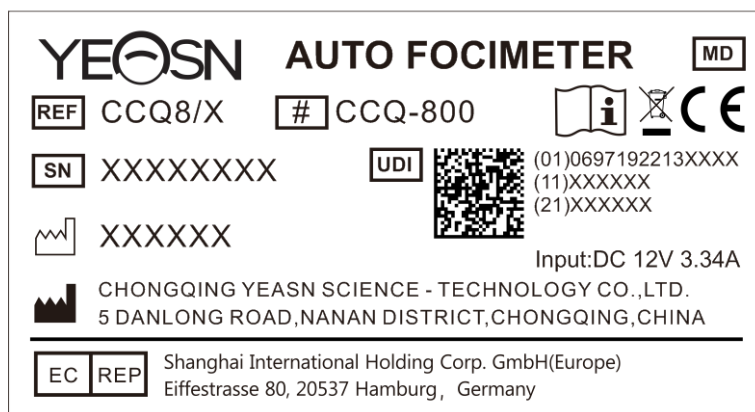 YEASN AUTO FOCIMETER MD
REF CCQ8/X # CCQ-800
SN XXXXXXXX UDI (01)0697192213XXXX
(11)XXXXXX
(21)XXXXXX
XXXXXX
Input:DC 12V 3.34A
CHONGQING YEASN SCIENCE - TECHNOLOGY CO.,LTD.
5 DANLONG ROAD,NANAN DISTRICT,CHONGQING,CHINA
EC REP Shanghai International Holding Corp. GmbH(Europe)
Eiffestrasse 80, 20537 Hamburg, Germany